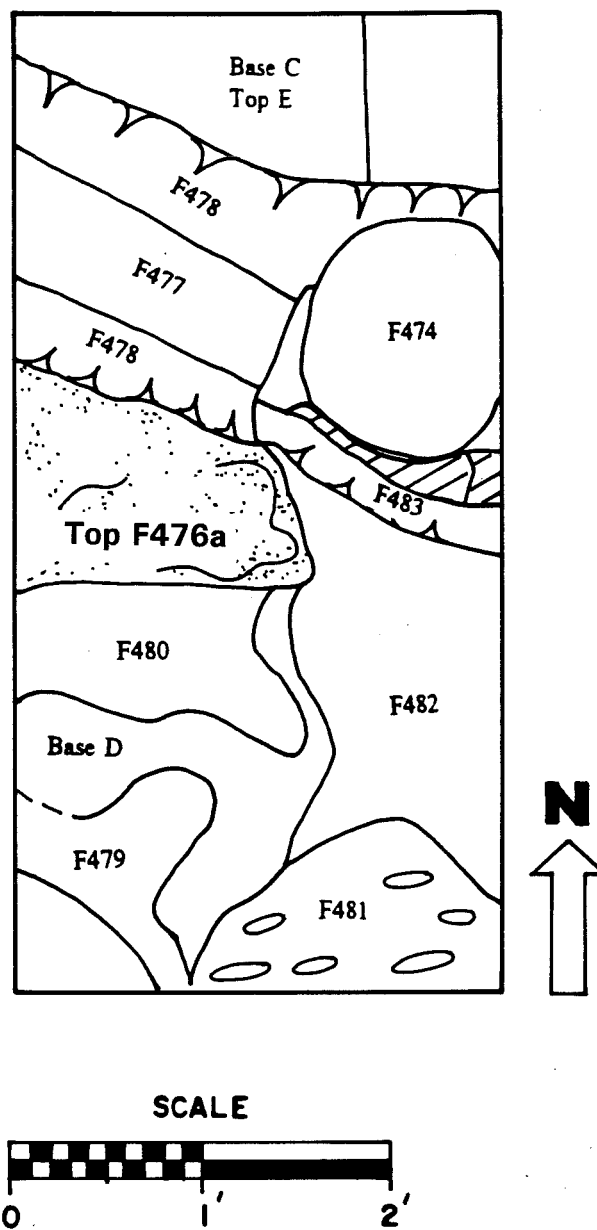 Base C
Top E
F478
F477
F474
F478
F483
Top F476a
F480
F482
Base D
N
F479
F481
SCALE
0 1' 2'